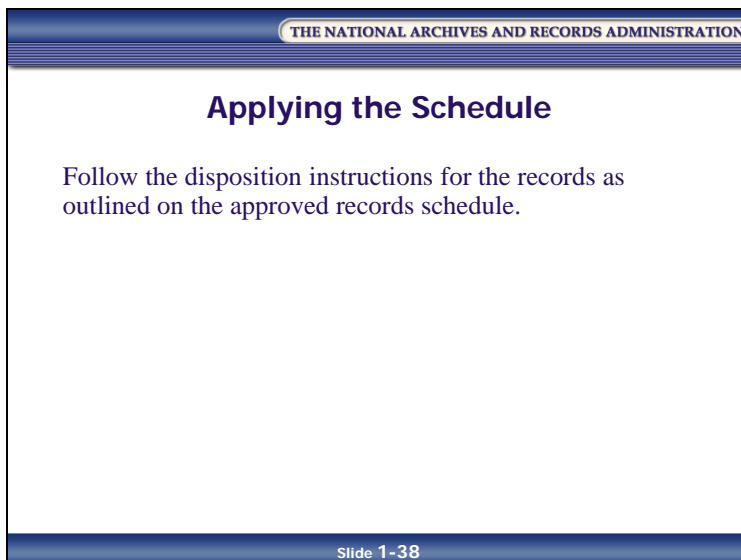 THE NATIONAL ARCHIVES AND RECORDS ADMINISTRATION
Applying the Schedule
Follow the disposition instructions for the records as
outlined on the approved records schedule.
Slide 1-38